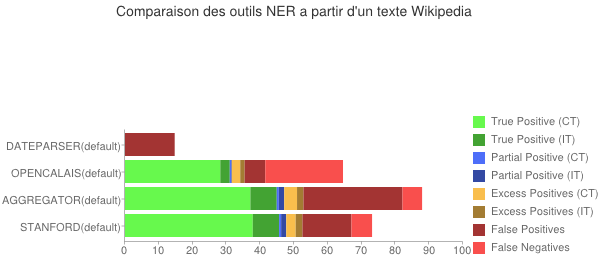 Comparaison des outils NER a partir d'un texte Wikipedia
DATEPARSER(default)
OPENCALAIS(default)
AGGREGATOR(default)
STANFORD(default)
0 10 20 30 40 50 60 70 80 90 100
True Positive (CT)
True Positive (IT)
Partial Positive (CT)
Partial Positive (IT)
Excess Positives (CT)
Excess Positives (IT)
False Positives
False Negatives